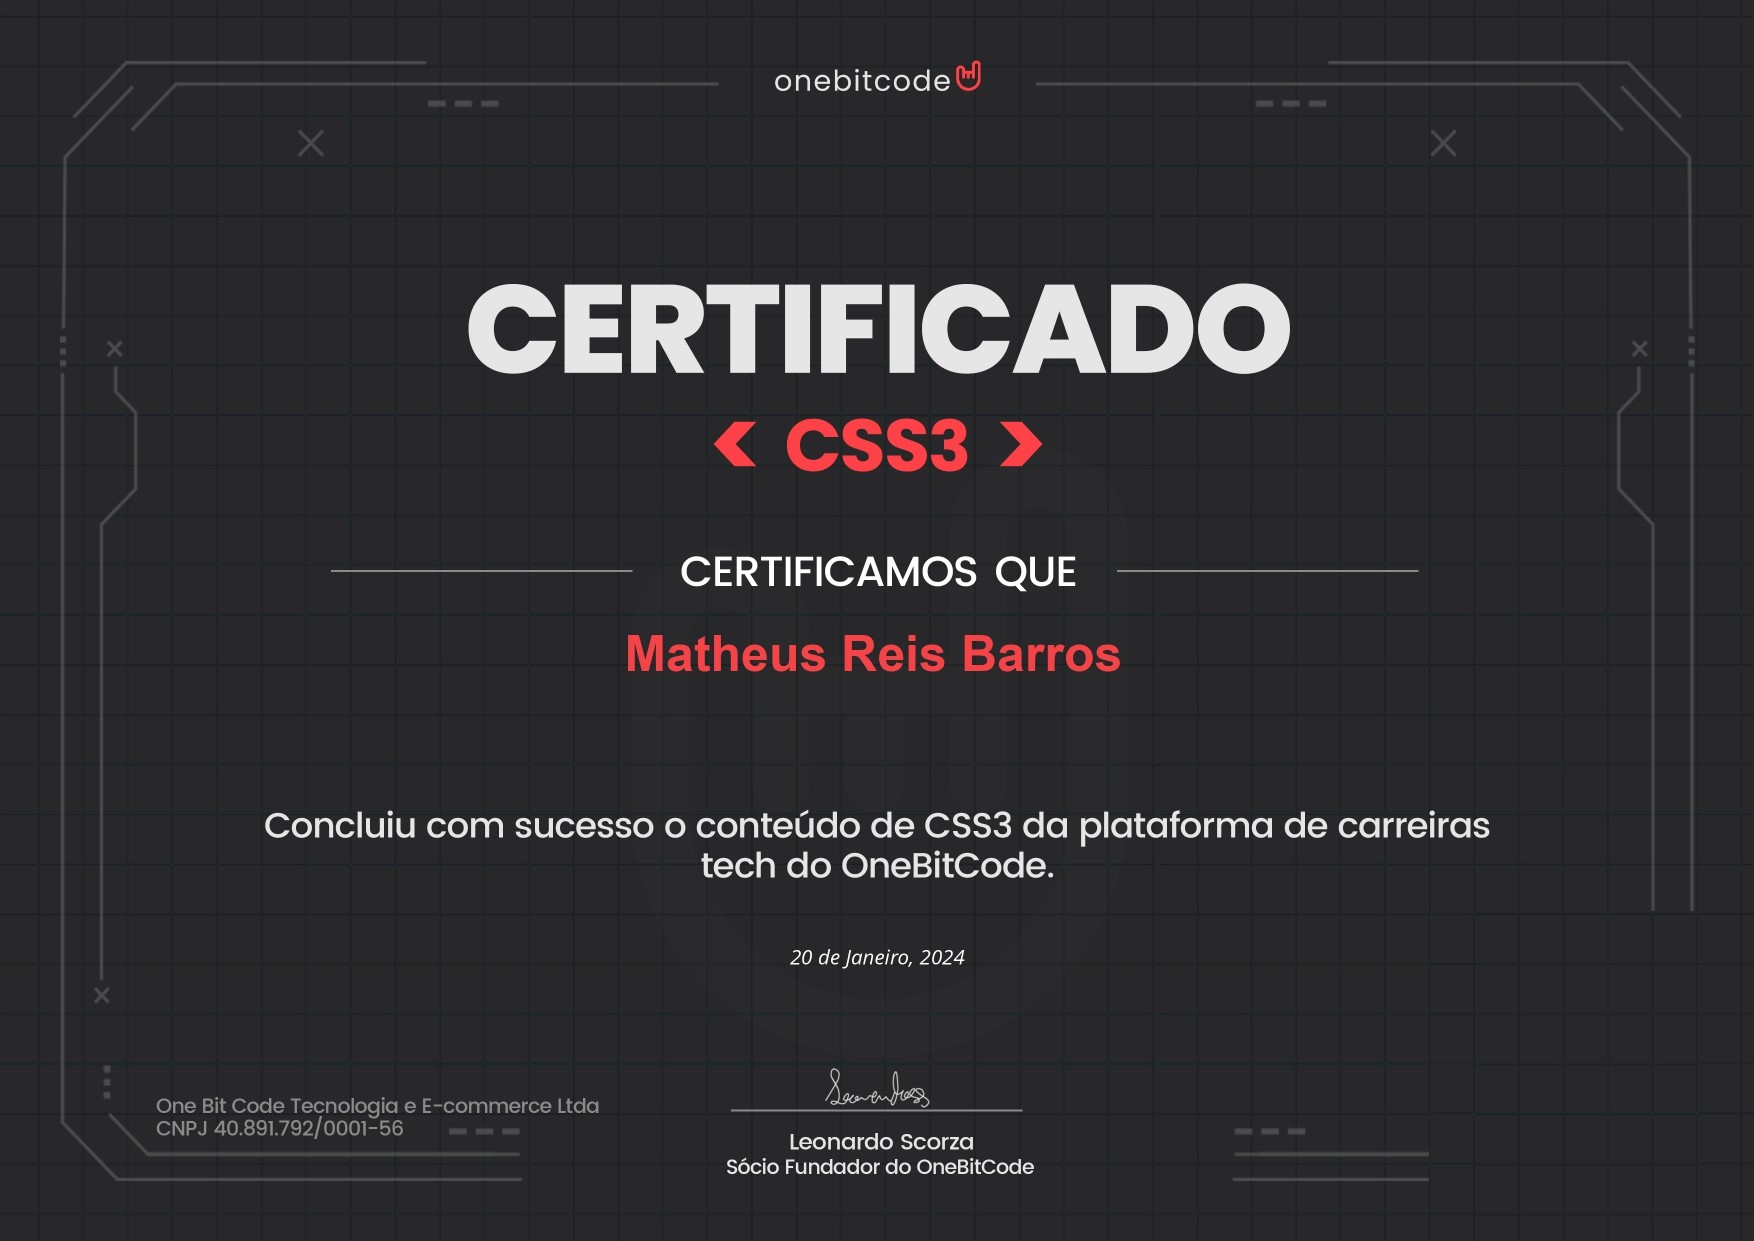 onebitcode
CERTIFICADO
< CSS3 >
CERTIFICAMOS QUE
Matheus Reis Barros
Concluiu com sucesso o conteúdo de CSS3 da plataforma de carreiras
tech do OneBitCode.
20 de Janeiro, 2024
One Bit Code Tecnologia e E-commerce Ltda
CNPJ 40.891.792/0001-56
Leonardo Scorza
Sócio Fundador do OneBitCode